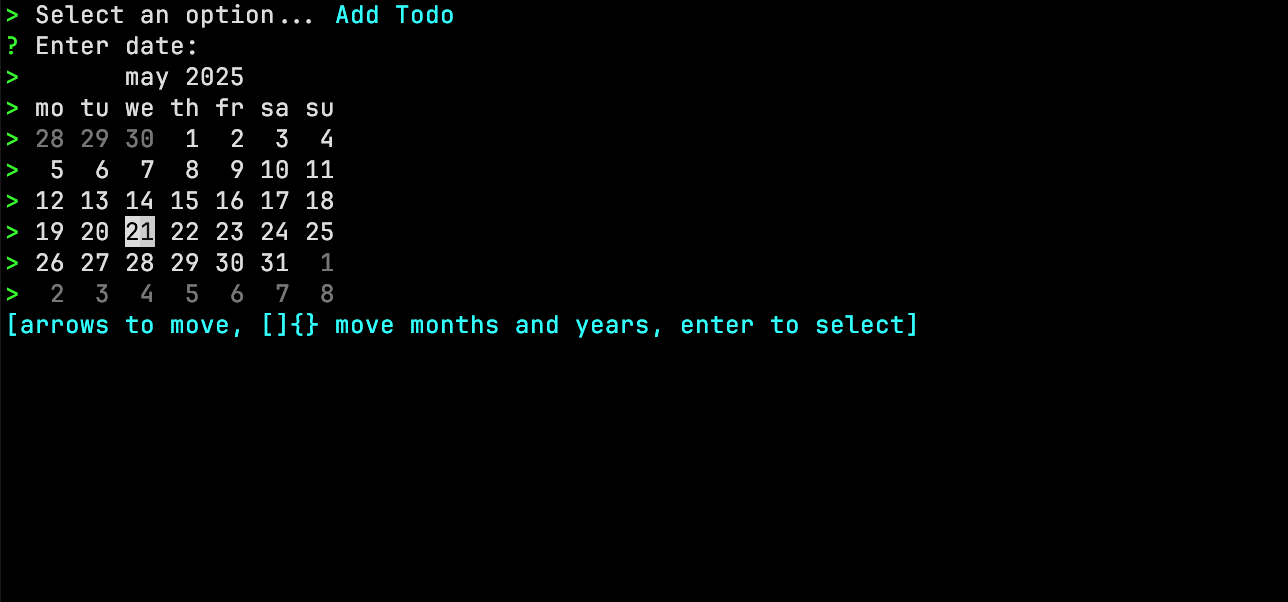 > Select an option... Add Todo
? Enter date:
>       may 2025
> mo tu we th fr sa su
> 28 29 30  1  2  3  4
>  5  6  7  8  9 10 11
> 12 13 14 15 16 17 18
> 19 20 21 22 23 24 25
> 26 27 28 29 30 31  1
>  2  3  4  5  6  7  8
[arrows to move, []{} move months and years, enter to select]